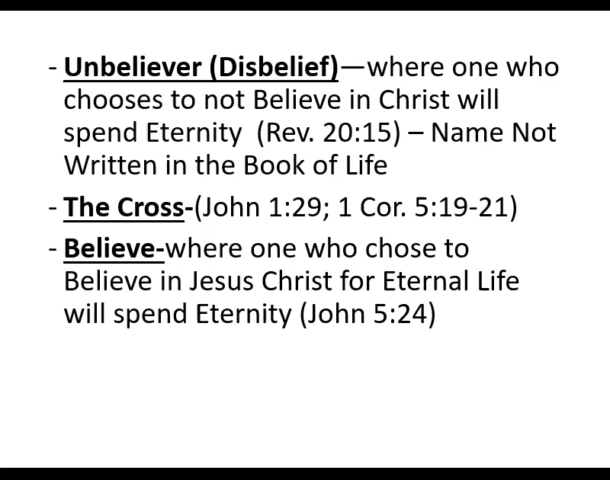 - Unbeliever (Disbelief)—where one who
chooses to not Believe in Christ will
spend Eternity  (Rev. 20:15) – Name Not
Written in the Book of Life
- The Cross-(John 1:29; 1 Cor. 5:19-21)
- Believe-where one who chose to
Believe in Jesus Christ for Eternal Life
will spend Eternity (John 5:24)